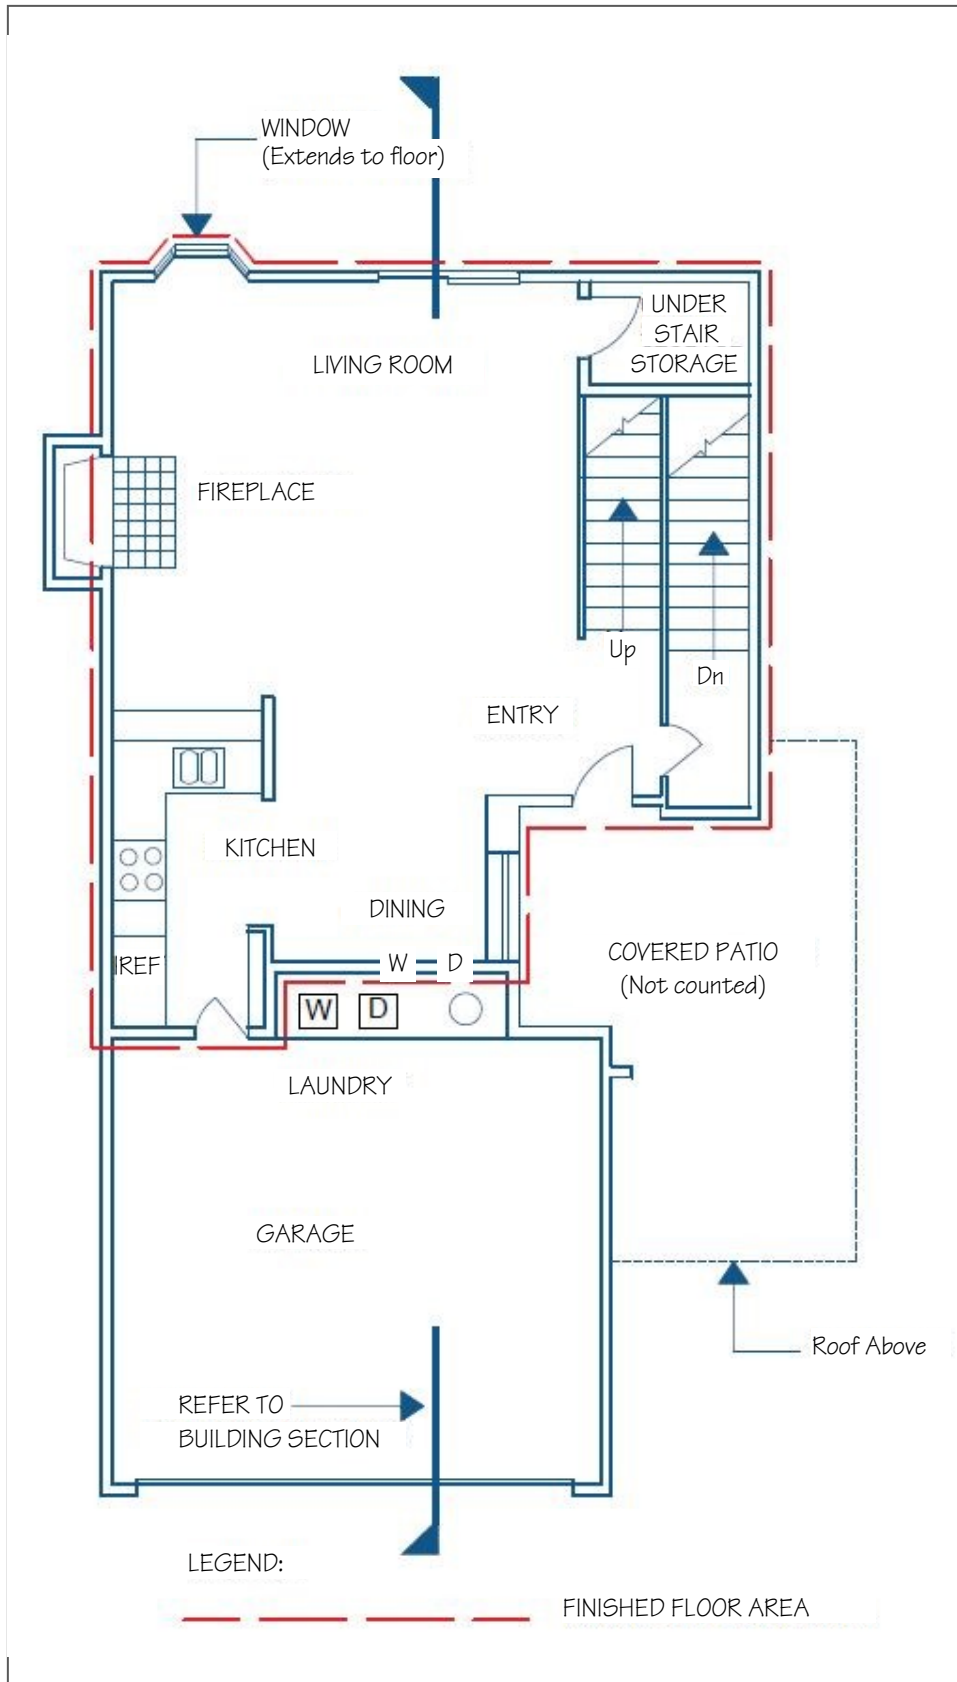 WINDOW
(Extends to floor)
UNDER
STAIR
STORAGE
LIVING ROOM
FIREPLACE
Up
Dn
ENTRY
KITCHEN
DINING
W D
REF
COVERED PATIO
(Not counted)
W D
LAUNDRY
GARAGE
Roof Above
REFER TO
BUILDING SECTION
LEGEND:
FINISHED FLOOR AREA